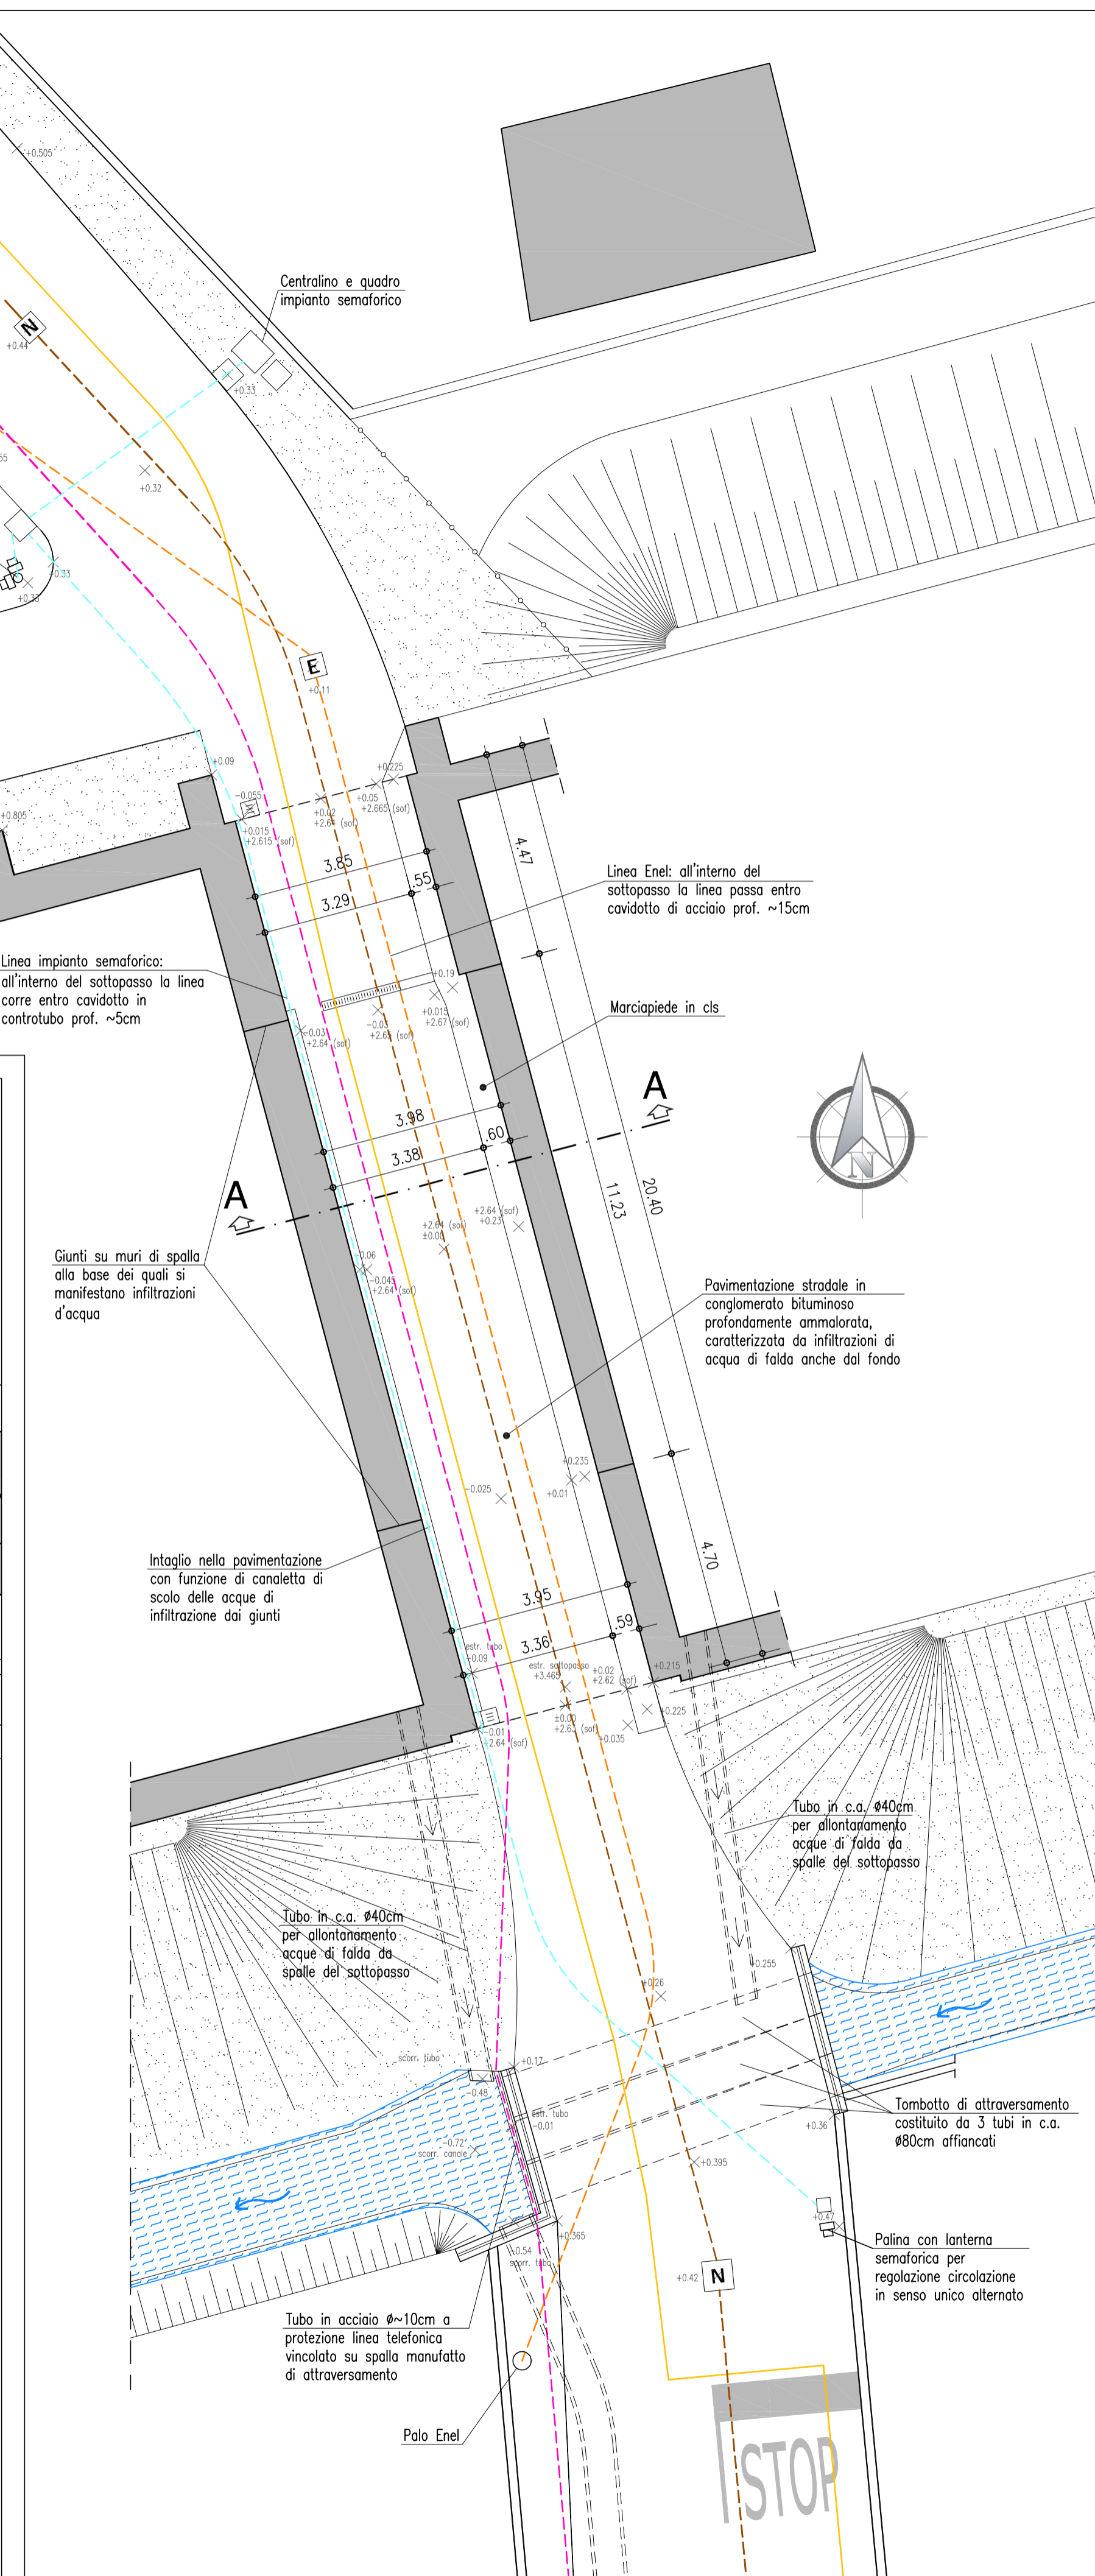 +0.505
Centralino e quadro
impianto semaforico
N
+0.44
+0.33
+0.32
+0.33
+0.33
E
+0.11
+0.09
-0.055
+0.225
+0.05
+2.665 (sof)
+0.02
+2.64 (sof)
+0.015
+2.615 (sof)
+0.805
3.85
.55
3.29
4.47
Linea Enel: all'interno del
sottopasso la linea passa entro
cavidotto di acciaio prof. ~15cm
Linea impianto semaforico:
all'interno del sottopasso la linea
corre entro cavidotto in
controtubo prof. ~5cm
+0.19
+0.015
+2.67 (sof)
-0.03
+2.65 (sof)
-0.03
+2.64 (sof)
Marciapiede in cls
A
3.98
.60
3.38
N
A
11.23
20.40
+2.64 (sof)
+0.23
+2.64 (sof)
±0.00
Giunti su muri di spalla
alla base dei quali si
manifestano infiltrazioni
d'acqua
-0.06
-0.045
+2.64 (sof)
Pavimentazione stradale in
conglomerato bituminoso
profondamente ammalorata,
caratterizzata da infiltrazioni di
acqua di falda anche dal fondo
+0.235
+0.01
-0.025
4.70
Intaglio nella pavimentazione
con funzione di canaletta di
scolo delle acque di
infiltrazione dai giunti
3.95
.59
3.36
estr. tubo
-0.09
estr. sottopasso
+3.465
+0.02
+2.62 (sof)
+0.215
+0.225
±0.00
+2.63 (sof)
+0.035
-0.01
+2.64 (sof)
Tubo in c.a. ø40cm
per allontanamento
acque di falda da
spalle del sottopasso
Tubo in c.a. ø40cm
per allontanamento
acque di falda da
spalle del sottopasso
+0.255
+0.26
scorr. tubo
+0.17
-0.48
estr. tubo
-0.01
-0.72
scorr. canale
Tombotto di attraversamento
costituito da 3 tubi in c.a.
ø80cm affiancati
+0.36
+0.395
+0.47
+0.365
+0.54
scorr. tubo
Palina con lanterna
semaforica per
regolazione circolazione
in senso unico alternato
+0.42
N
Tubo in acciaio ø~10cm a
protezione linea telefonica
vincolato su spalla manufatto
di attraversamento
Palo Enel
STOP